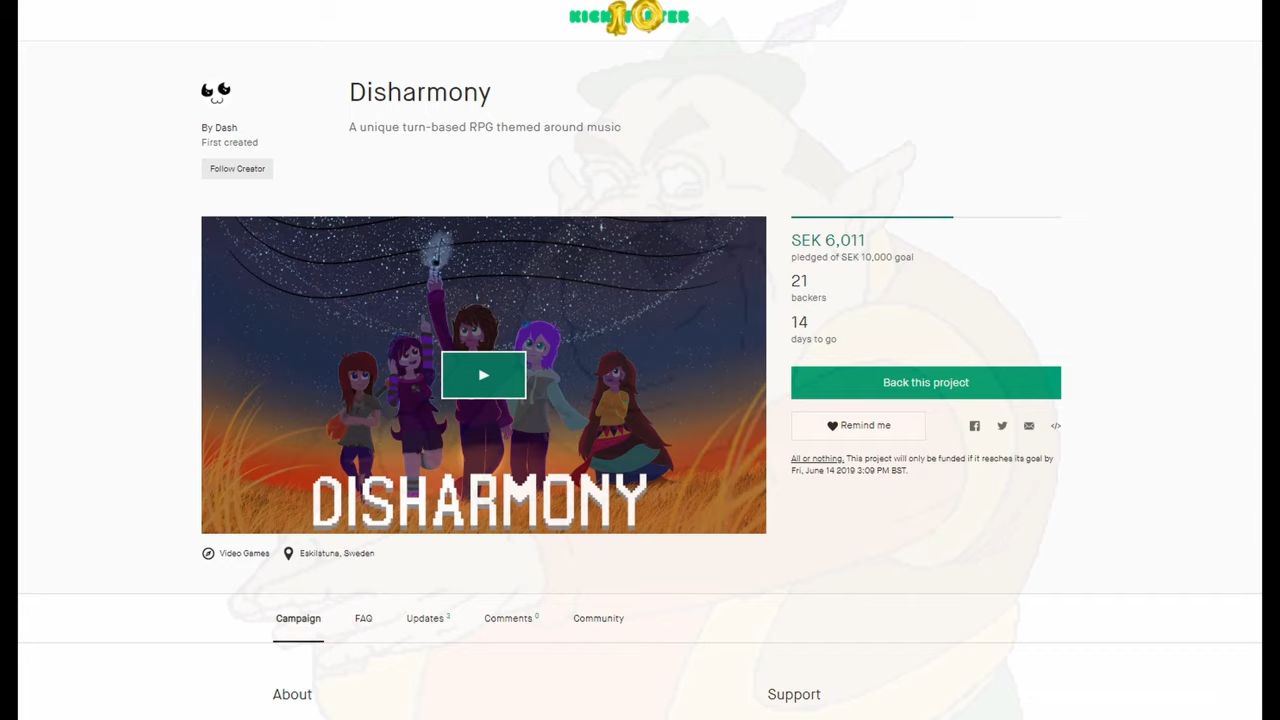 KICK 10 ER
Disharmony
A unique turn-based RPG themed around music
By Dash
First created
Follow Creator
DISHARMONY
SEK 6,011
pledged of SEK 10,000 goal
21
backers
14
days to go
Back this project
Remind me
</>
All or nothing. This project will only be funded if it reaches its goal by
Fri, June 14 2019 3:09 PM BST.
Video Games
Eskilstuna, Sweden
Campaign
FAQ
Updates 3
Comments 0
Community
About
Support